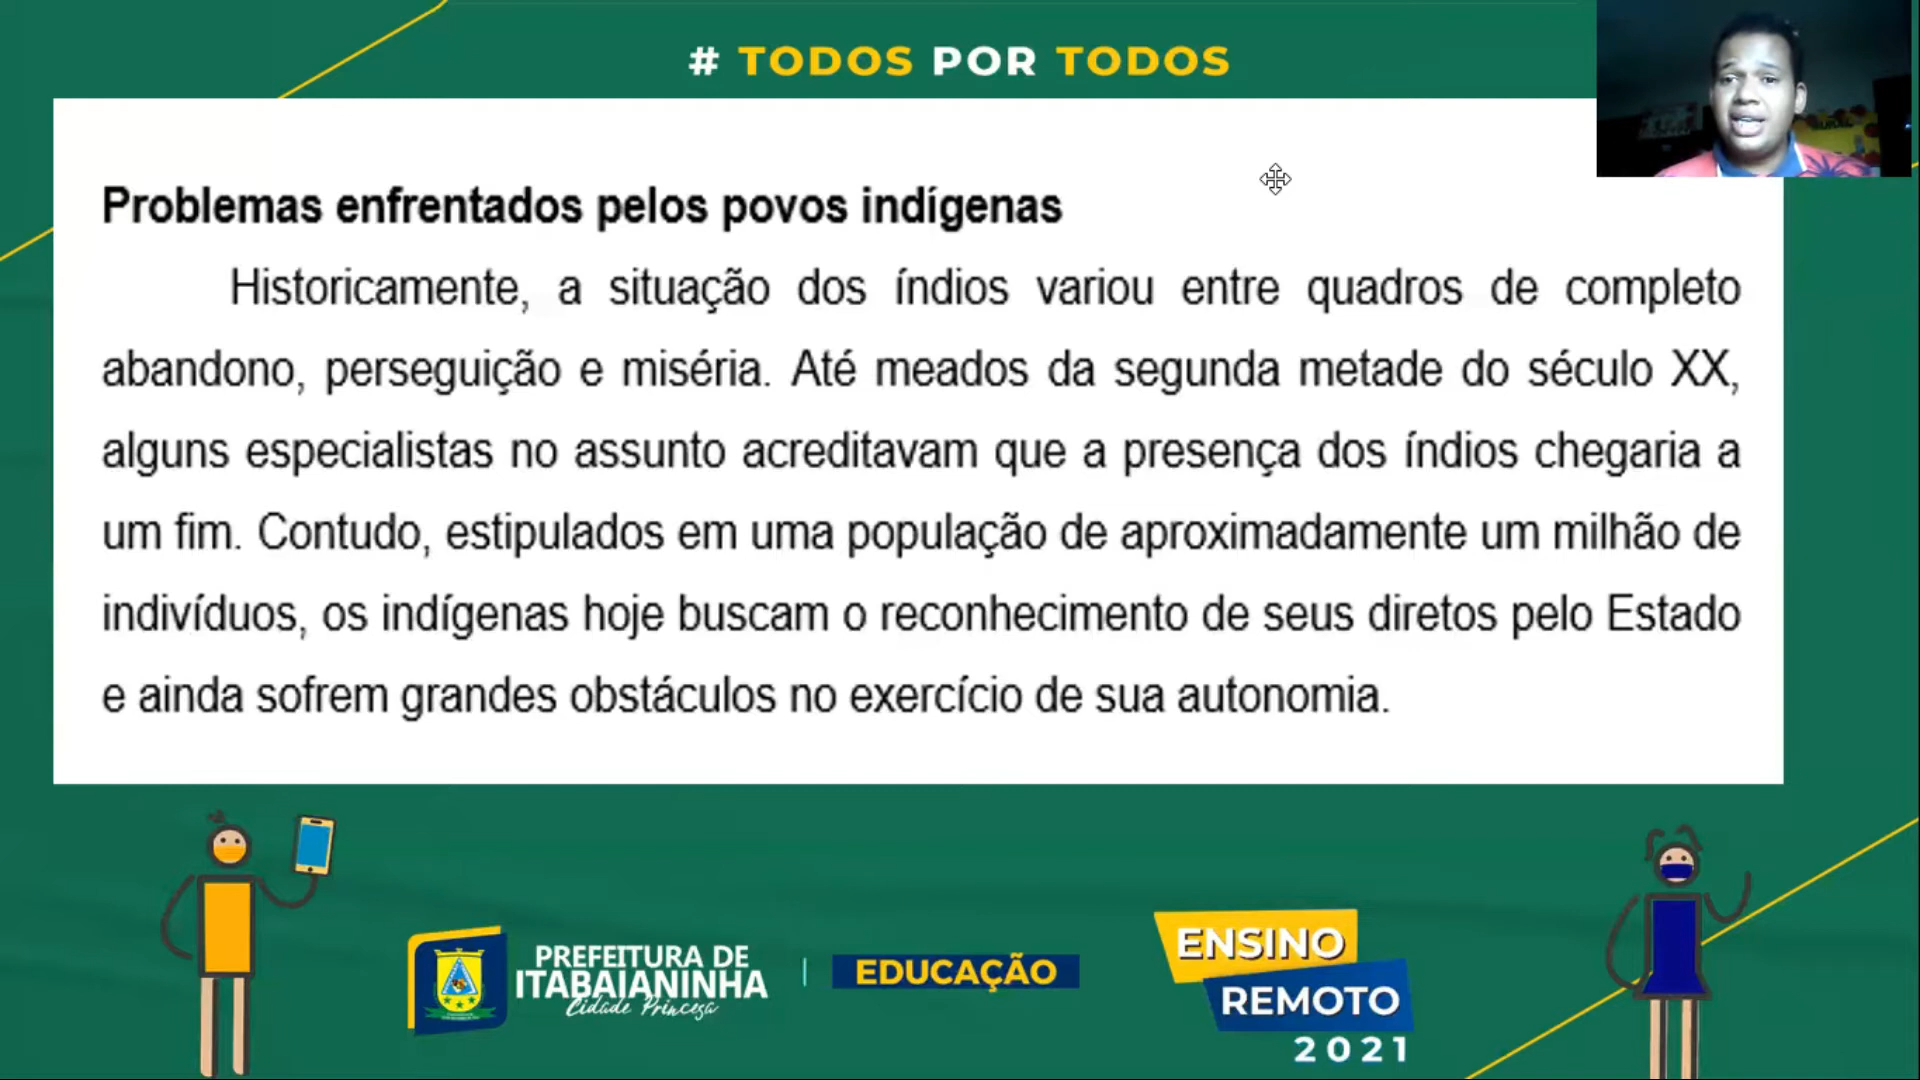 # TODOS POR TODOS
Problemas enfrentados pelos povos indígenas
Historicamente, a situação dos índios variou entre quadros de completo
abandono, perseguição e miséria. Até meados da segunda metade do século XX,
alguns especialistas no assunto acreditavam que a presença dos índios chegaria a
um fim. Contudo, estipulados em uma população de aproximadamente um milhão de
indivíduos, os indígenas hoje buscam o reconhecimento de seus diretos pelo Estado
e ainda sofrem grandes obstáculos no exercício de sua autonomia.
PREFEITURA DE
ITABAIANINHA
Cidade Princesa
EDUCAÇÃO
ENSINO
REMOTO
2021